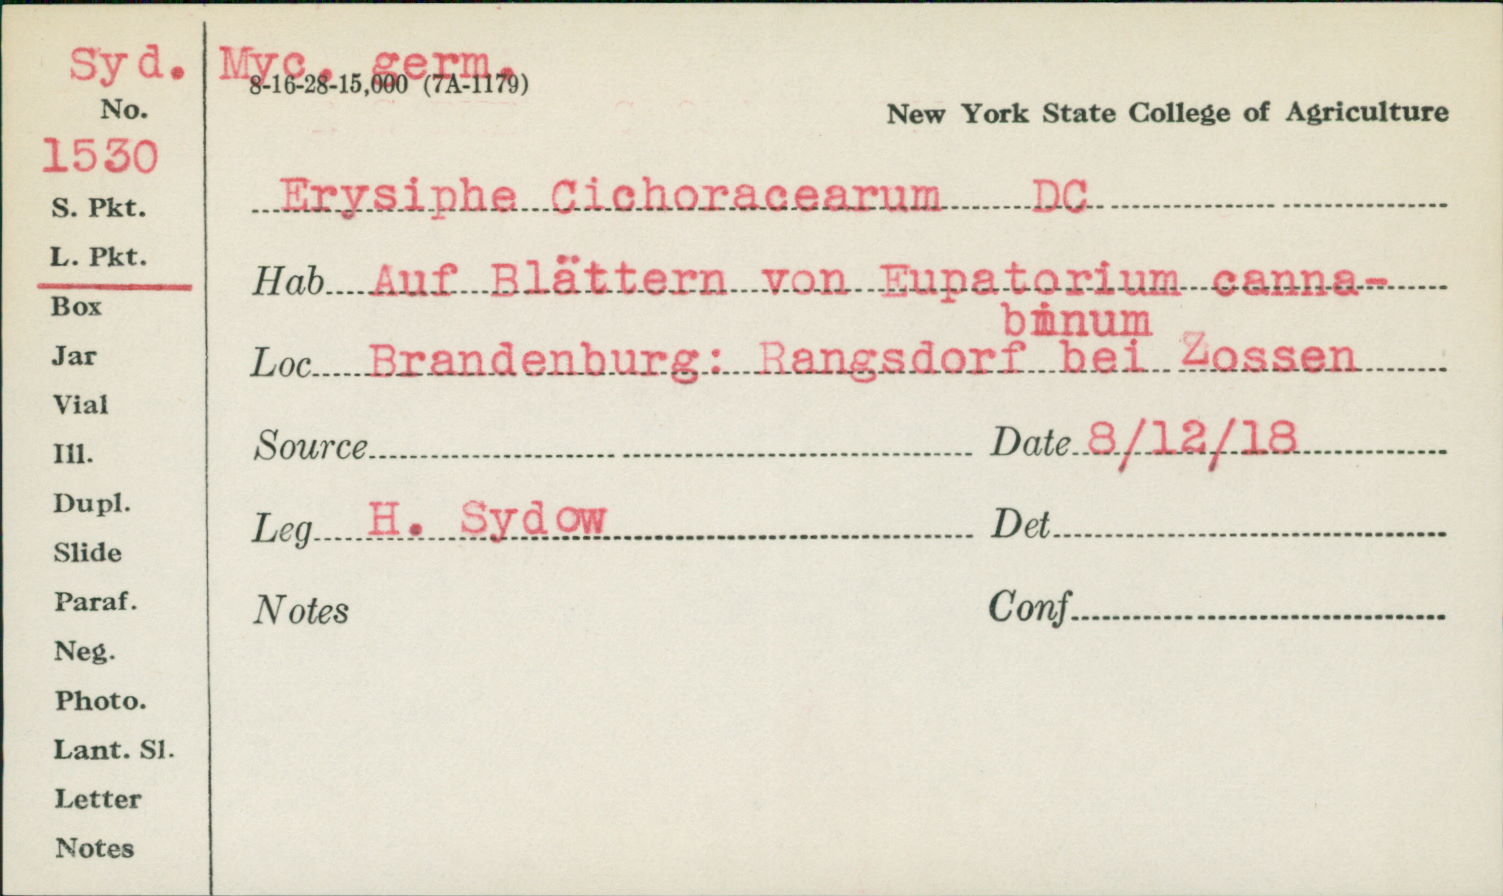 Syd. Myc. germ.
8-16-28-15,000 (7A-1179)
No.
New York State College of Agriculture
1530
Erysiphe Cichoracearum DC
S. Pkt.
L. Pkt.
Hab Auf Blättern von Eupatorium canna-
binum
Box
Jar
Loc Brandenburg: Rangsdorf bei Zossen
Vial
Ill.
Source Date 8/12/18
Dupl.
Leg H. Sydow Det
Slide
Paraf.
Notes Conf
Neg.
Photo.
Lant. Sl.
Letter
Notes